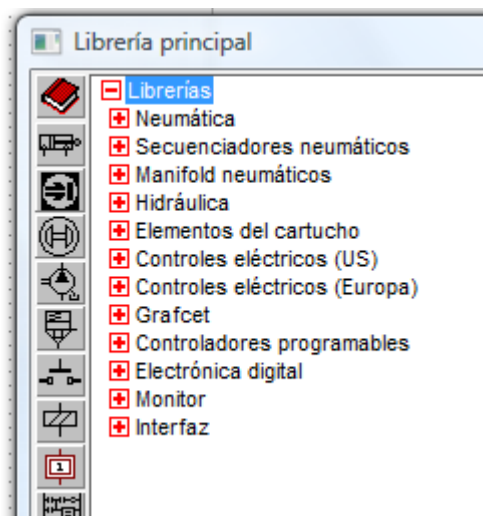 Librería principal
Librerías
Neumática
Secuenciadores neumáticos
Manifold neumáticos
Hidráulica
Elementos del cartucho
Controles eléctricos (US)
Controles eléctricos (Europa)
Grafcet
Controladores programables
Electrónica digital
Monitor
Interfaz
1